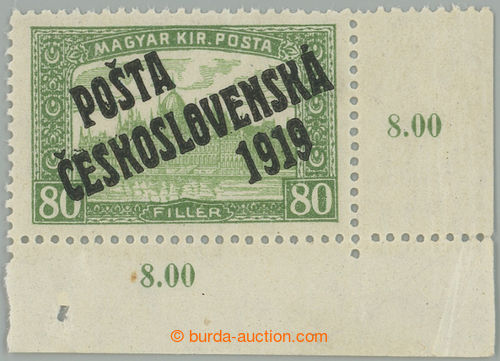 MAGYAR KIR. POSTA
POŠTA
ČESKOSLOVENSKÁ
1919
80 FILLÉR 80
8.00
8.00
burda-auction.com